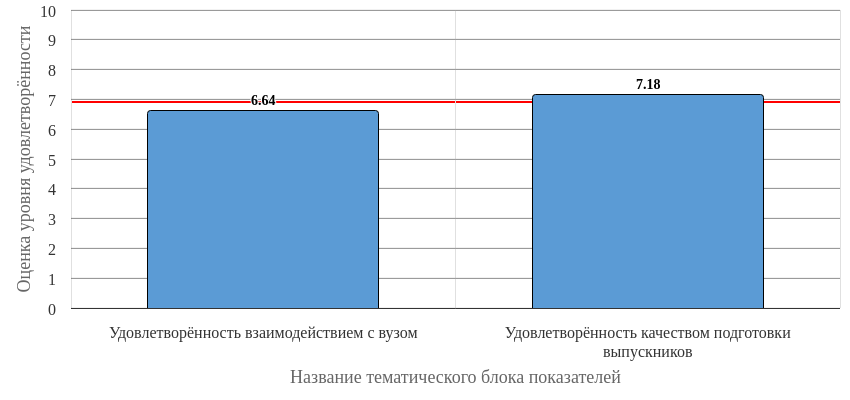 Оценка уровня удовлетворённости
10
9
8
7
6
5
4
3
2
1
0
6.64
7.18
Удовлетворённость взаимодействием с вузом
Удовлетворённость качеством подготовки
выпускников
Название тематического блока показателей